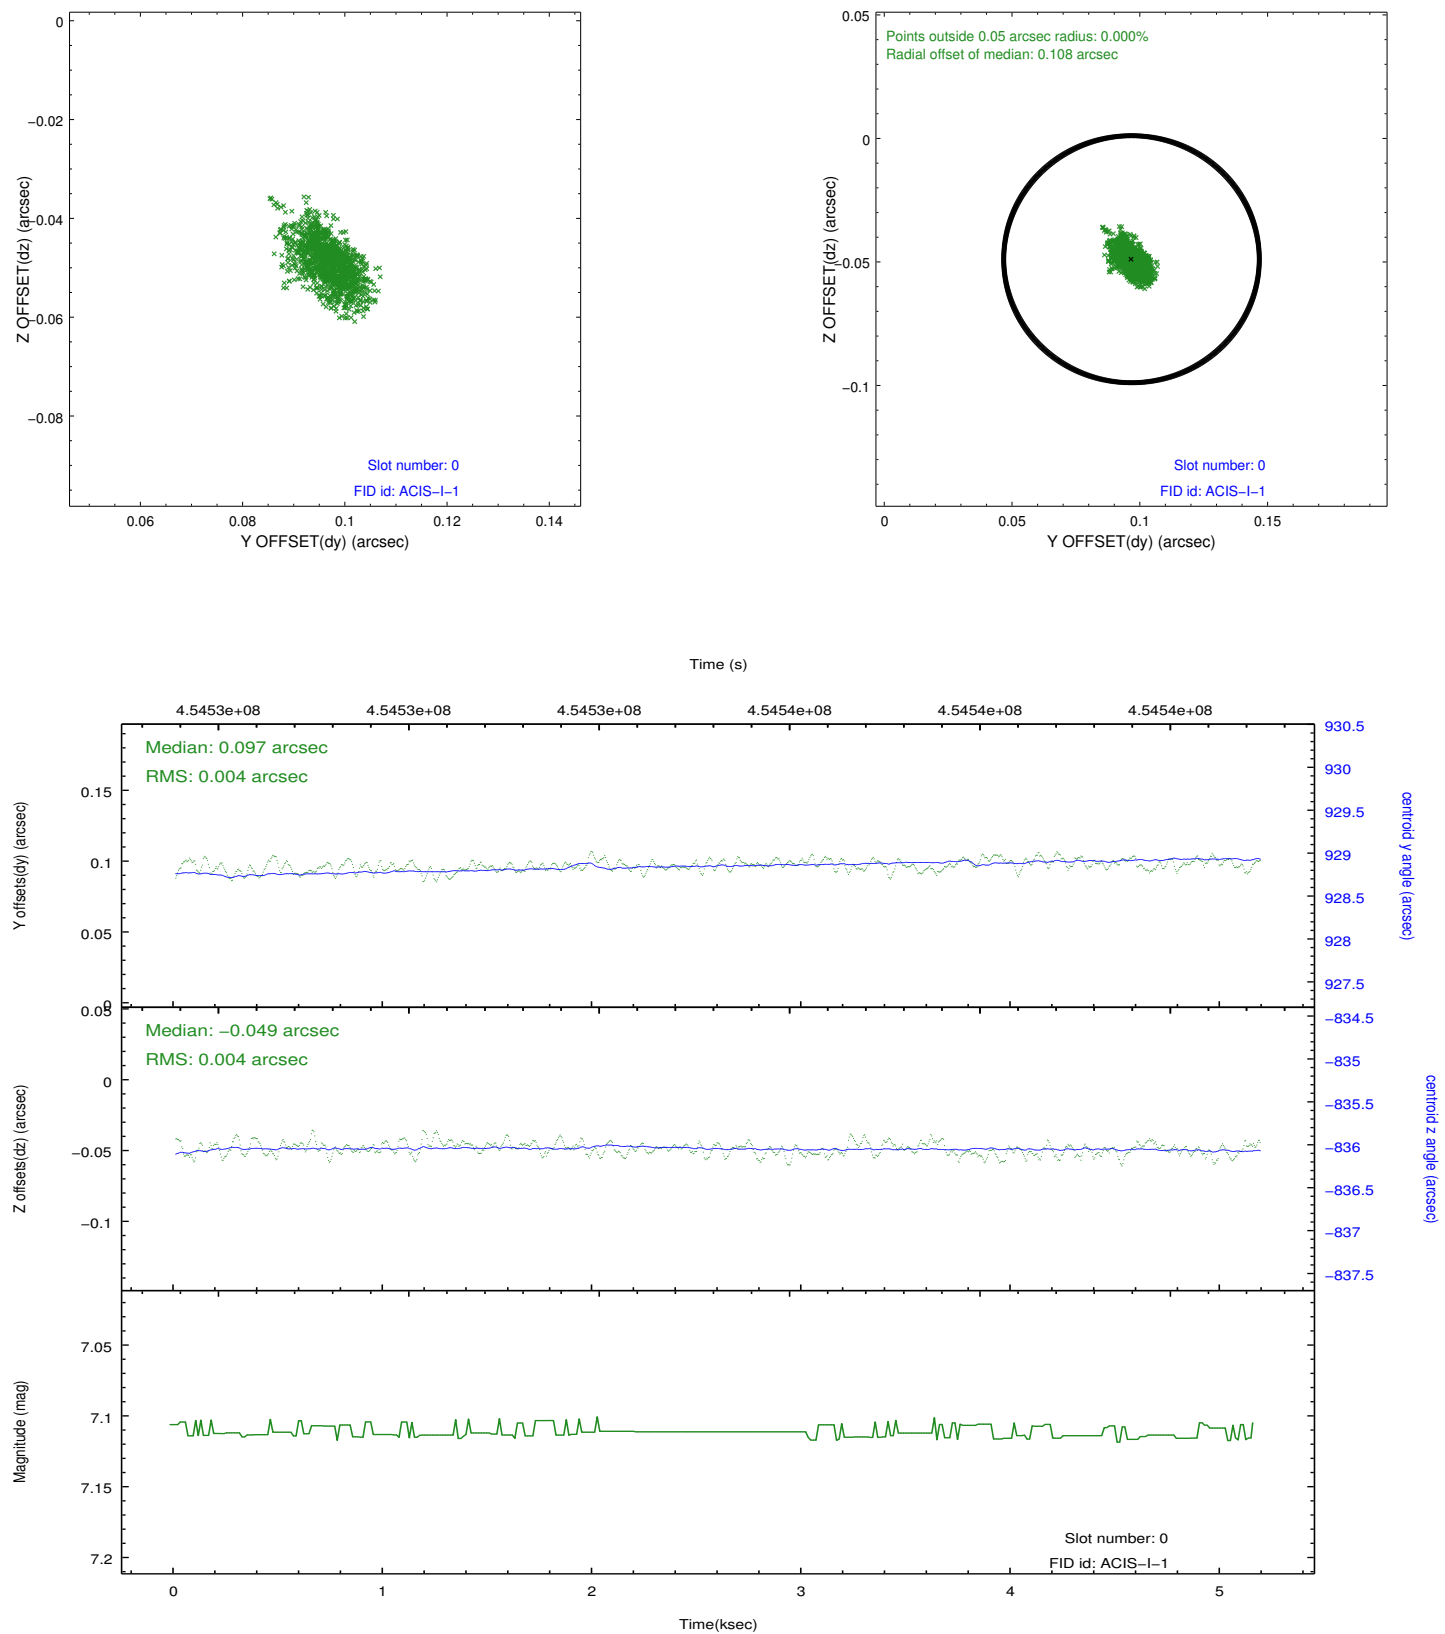 0
−0.02
−0.04
−0.06
−0.08
Z OFFSET(dz) (arcsec)
Slot number: 0
FID id: ACIS−I−1
0.06
0.08
0.1
0.12
0.14
Y OFFSET(dy) (arcsec)
0.05
0
−0.05
−0.1
Z OFFSET(dz) (arcsec)
Points outside 0.05 arcsec radius: 0.000%
Radial offset of median: 0.108 arcsec
Slot number: 0
FID id: ACIS−I−1
0
0.05
0.1
0.15
Y OFFSET(dy) (arcsec)
Time (s)
4.5453e+08
4.5453e+08
4.5453e+08
4.5454e+08
4.5454e+08
4.5454e+08
Median: 0.097 arcsec
RMS: 0.004 arcsec
Y offsets(dy) (arcsec)
0.15
0.1
0.05
0
930.5
930
929.5
929
928.5
928
927.5
centroid y angle (arcsec)
Median: −0.049 arcsec
RMS: 0.004 arcsec
Z offsets(dz) (arcsec)
0.05
0
−0.05
−0.1
−834.5
−835
−835.5
−836
−836.5
−837
−837.5
centroid z angle (arcsec)
Magnitude (mag)
7.05
7.1
7.15
7.2
Slot number: 0
FID id: ACIS−I−1
0
1
2
3
4
5
Time(ksec)